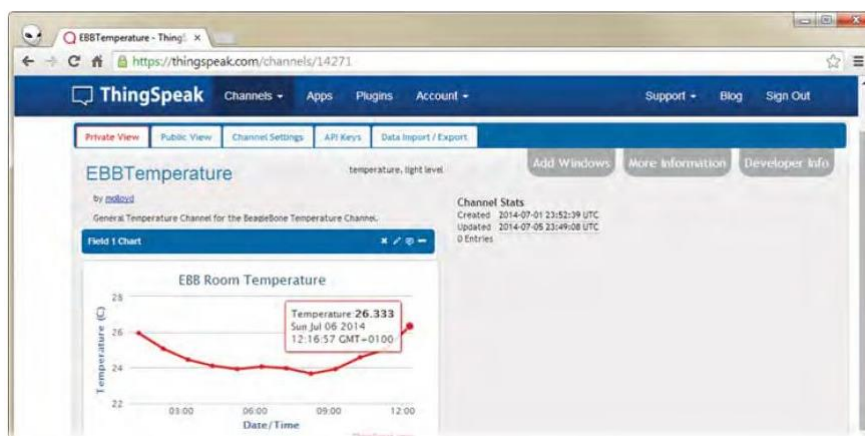 EBBTemperature - Thing
https://thingspeak.com/channels/14271
ThingSpeak Channels Apps Plugins Account Support Blog Sign Out
Private View Public View Channel Settings API Keys Data Import / Export
Add Windows More Information Developer Info
EBBTemperature
temperature, light level
by molloyd
General Temperature Channel for the BeagleBone Temperature Channel.
Channel Stats
Created 2014-07-01 23:52:39 UTC
Updated 2014-07-05 23:49:08 UTC
0 Entries
Field 1 Chart
EBB Room Temperature
Temperature (C)
28
26
24
22
Temperature:26.333
Sun Jul 06 2014
12:16:57 GMT+0100
03:00 06:00 09:00 12:00
Date/Time